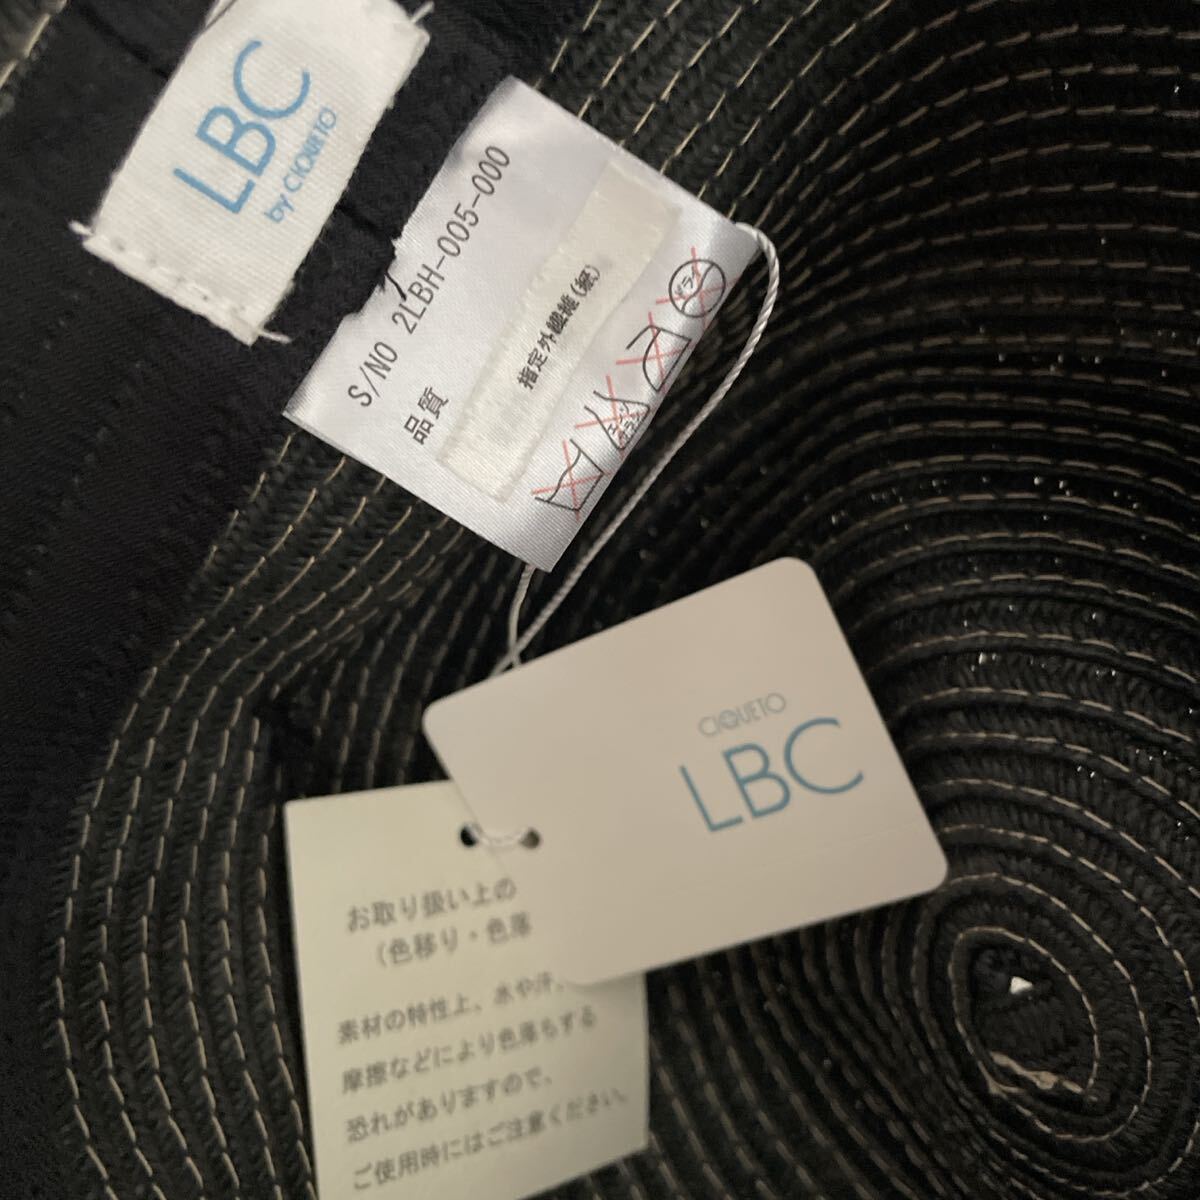 LBC
by CIQUETO
S/NO 2LBH-005-000
品質
指定外繊維(紙)
ドライ
CIQUETO
LBC
お取り扱い上の
(色移り・色落
素材の特性上、水や汗、
摩擦などにより色落ちする
恐れがありますので、
ご使用時にはご注意ください。